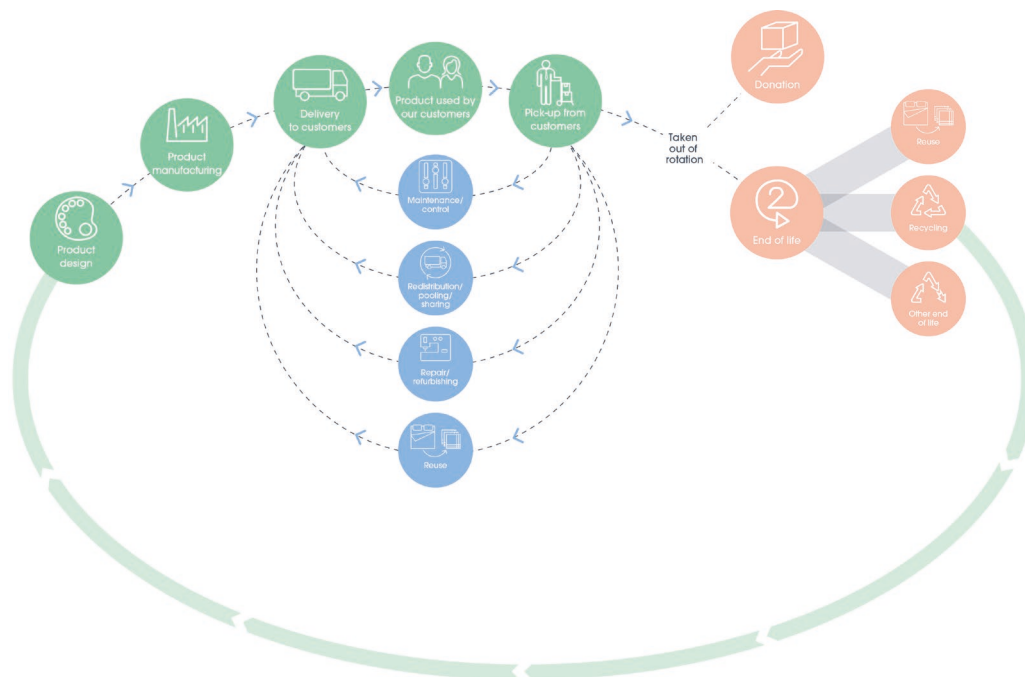 Product
design
Product
manufacturing
Delivery
to customers
Product used by
our customers
Pick-up from
customers
Maintenance/
control
Redistribution/
pooling/
sharing
Repair/
refurbishing
Reuse
Taken
out of
rotation
Donation
2
End of life
Reuse
Recycling
Other end
of life